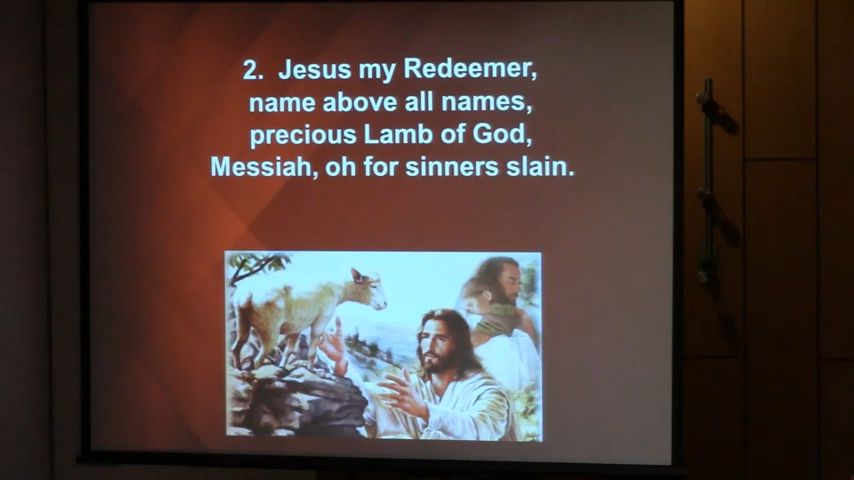 2. Jesus my Redeemer,
name above all names,
precious Lamb of God,
Messiah, oh for sinners slain.